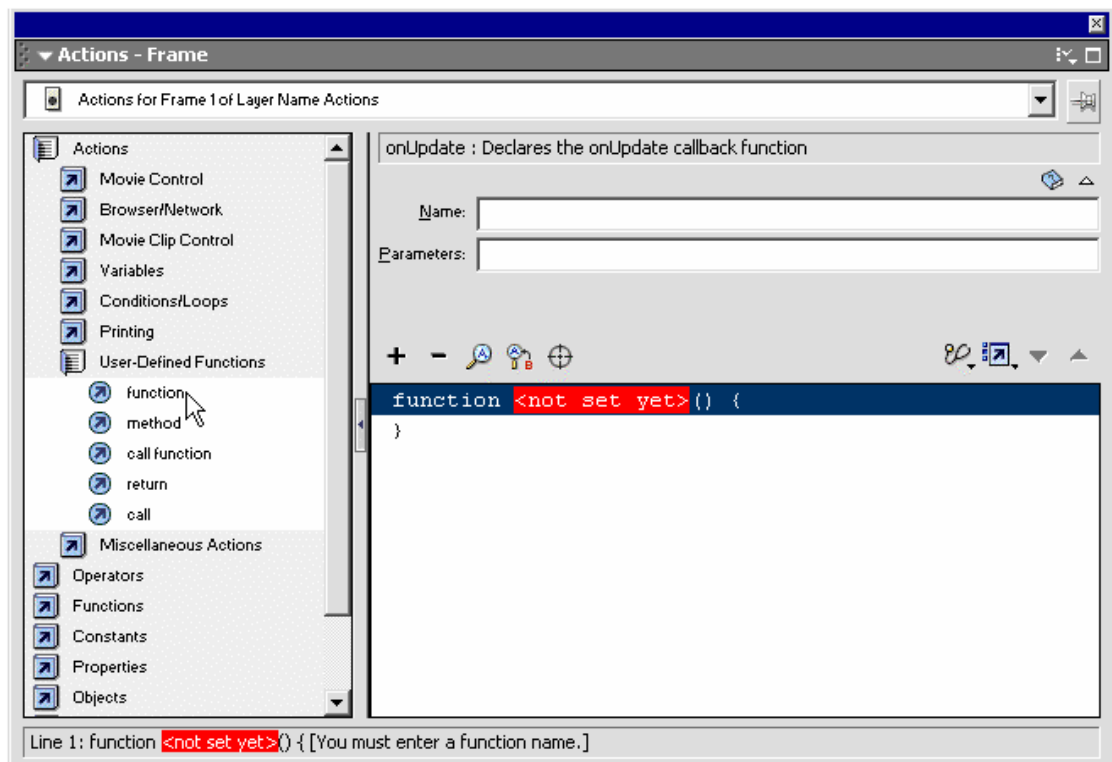 Actions - Frame
Actions for Frame 1 of Layer Name Actions
Actions
Movie Control
Browser/Network
Movie Clip Control
Variables
Conditions/Loops
Printing
User-Defined Functions
function
method
call function
return
call
Miscellaneous Actions
Operators
Functions
Constants
Properties
Objects
onUpdate : Declares the onUpdate callback function
Name:
Parameters:
function <not set yet>() {
}
Line 1: function <not set yet>() { [You must enter a function name.]